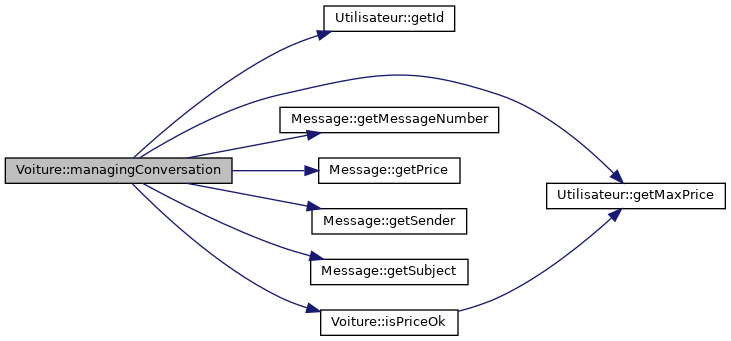 Utilisateur::getId
Message::getMessageNumber
Voiture::managingConversation
Message::getPrice
Utilisateur::getMaxPrice
Message::getSender
Message::getSubject
Voiture::isPriceOk